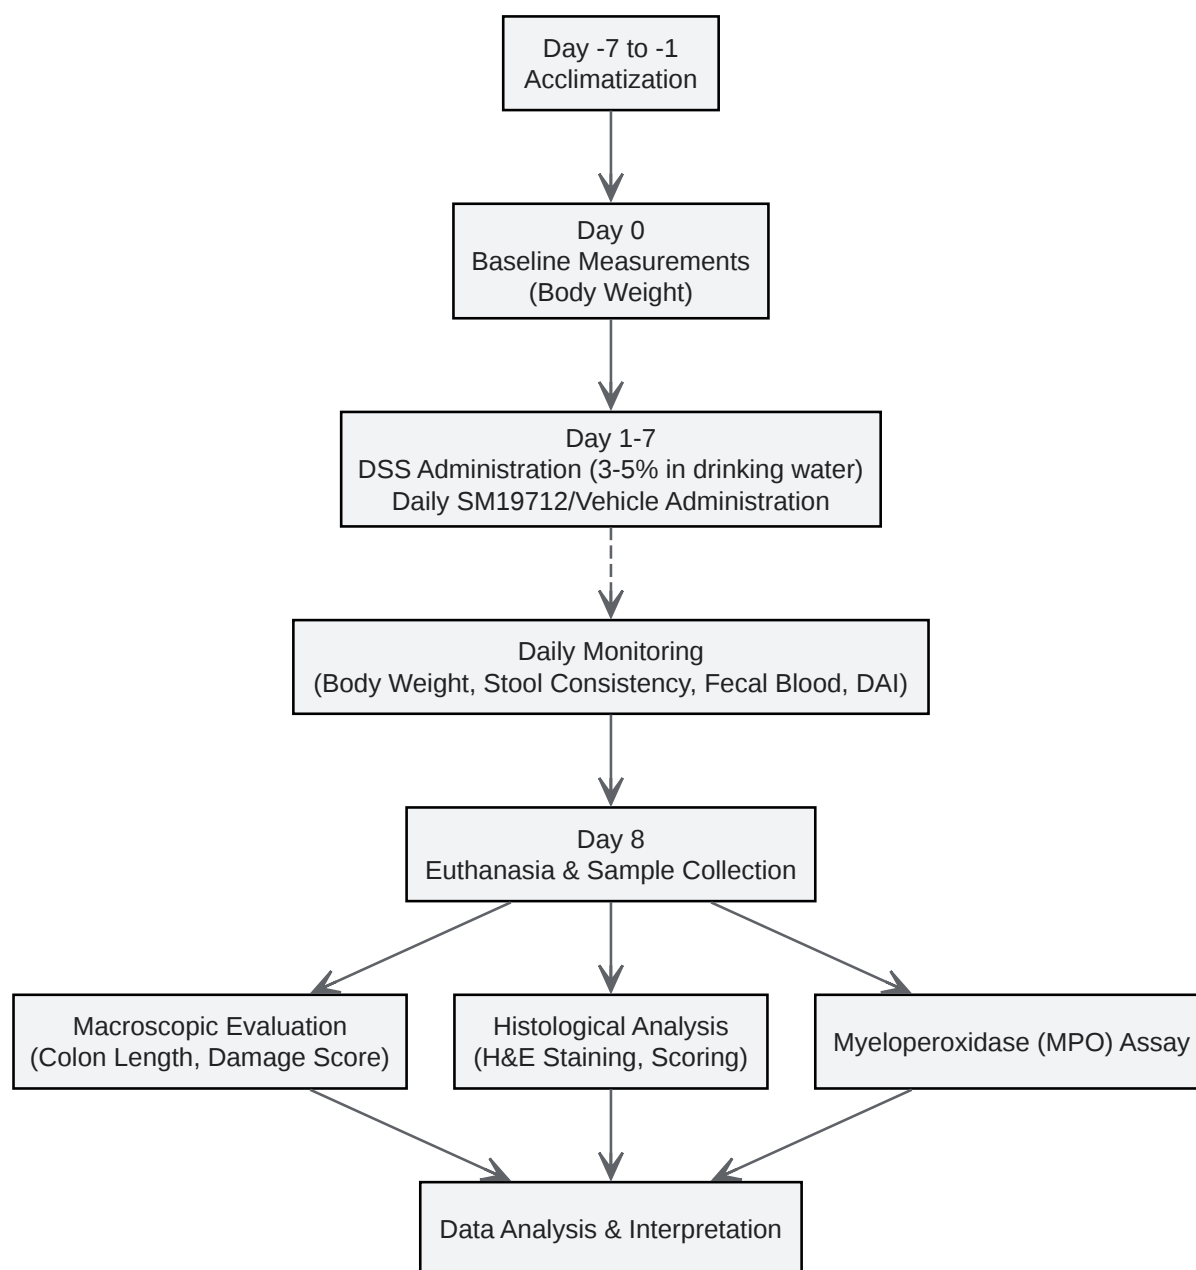 Day -7 to -1
Acclimatization
Day 0
Baseline Measurements
(Body Weight)
Day 1-7
DSS Administration (3-5% in drinking water)
Daily SM19712/Vehicle Administration
Daily Monitoring
(Body Weight, Stool Consistency, Fecal Blood, DAI)
Day 8
Euthanasia & Sample Collection
Macroscopic Evaluation
(Colon Length, Damage Score)
Histological Analysis
(H&E Staining, Scoring)
Myeloperoxidase (MPO) Assay
Data Analysis & Interpretation